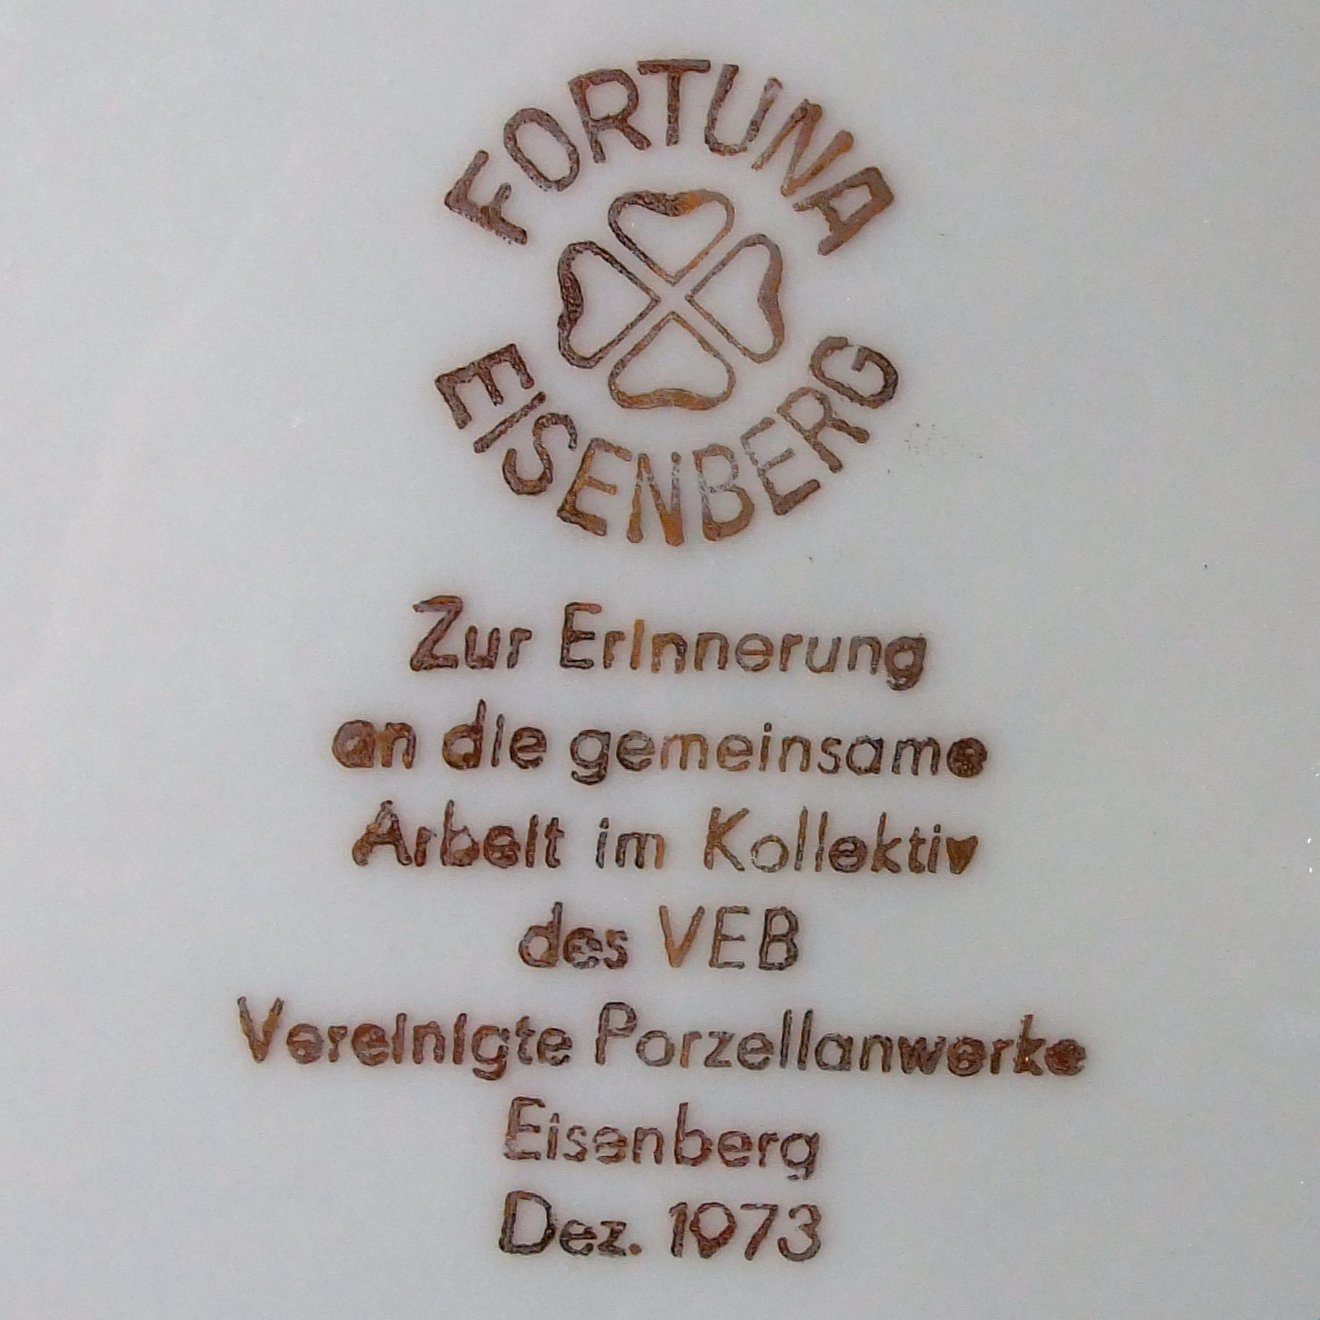 FORTUNA
EISENBERG
Zur Erinnerung
an die gemeinsame
Arbeit im Kollektiv
des VEB
Vereinigte Porzellanwerke
Eisenberg
Dez. 1973